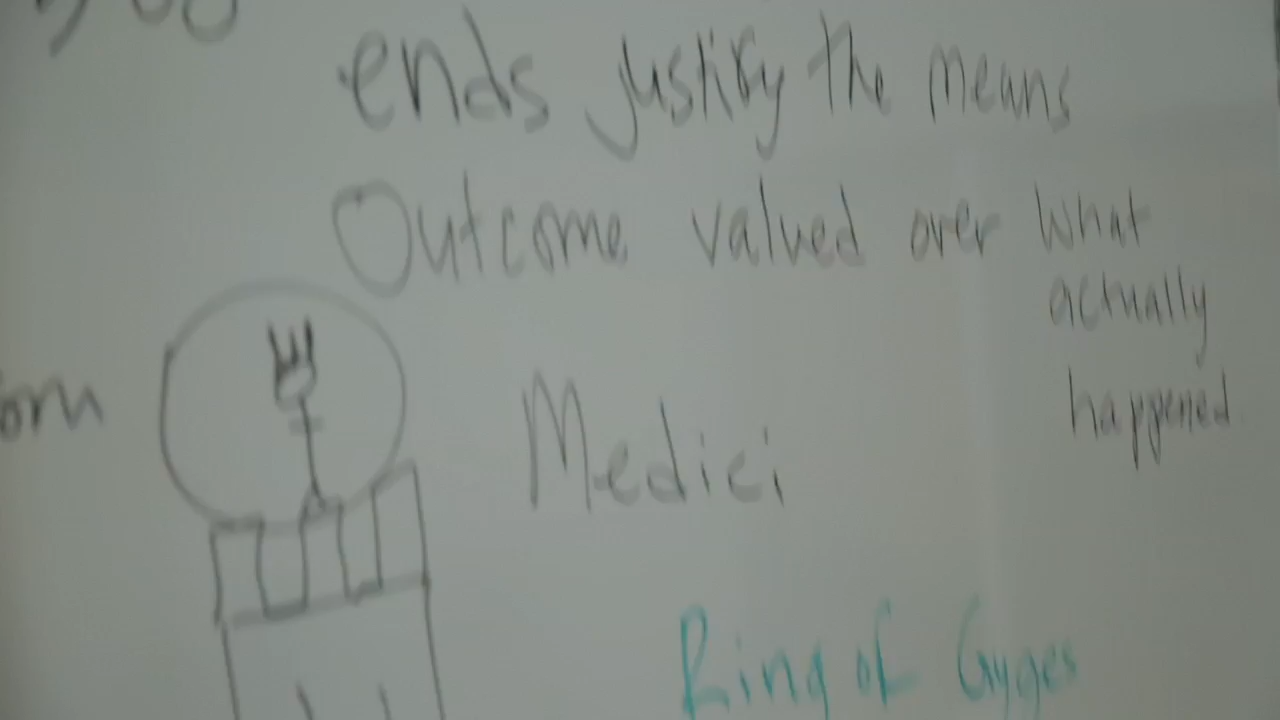 ends justify the means
Outcome valued over what
actually
happened
Medici
Ring of Gyges